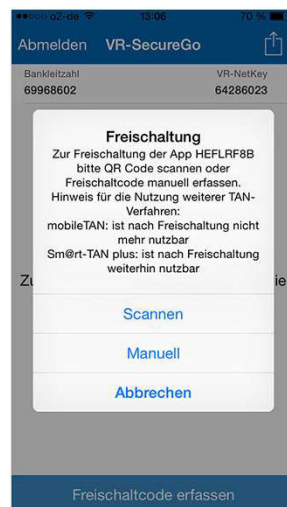 o2-de 13:06 70 %
Abmelden VR-SecureGo
Bankleitzahl VR-NetKey
69968602 64286023
Freischaltung
Zur Freischaltung der App HEFLRF8B
bitte QR Code scannen oder
Freischaltcode manuell erfassen.
Hinweis für die Nutzung weiterer TAN-
Verfahren:
mobileTAN: ist nach Freischaltung nicht
mehr nutzbar
Sm@rt-TAN plus: ist nach Freischaltung
weiterhin nutzbar
Scannen
Manuell
Abbrechen
Freischaltcode erfassen